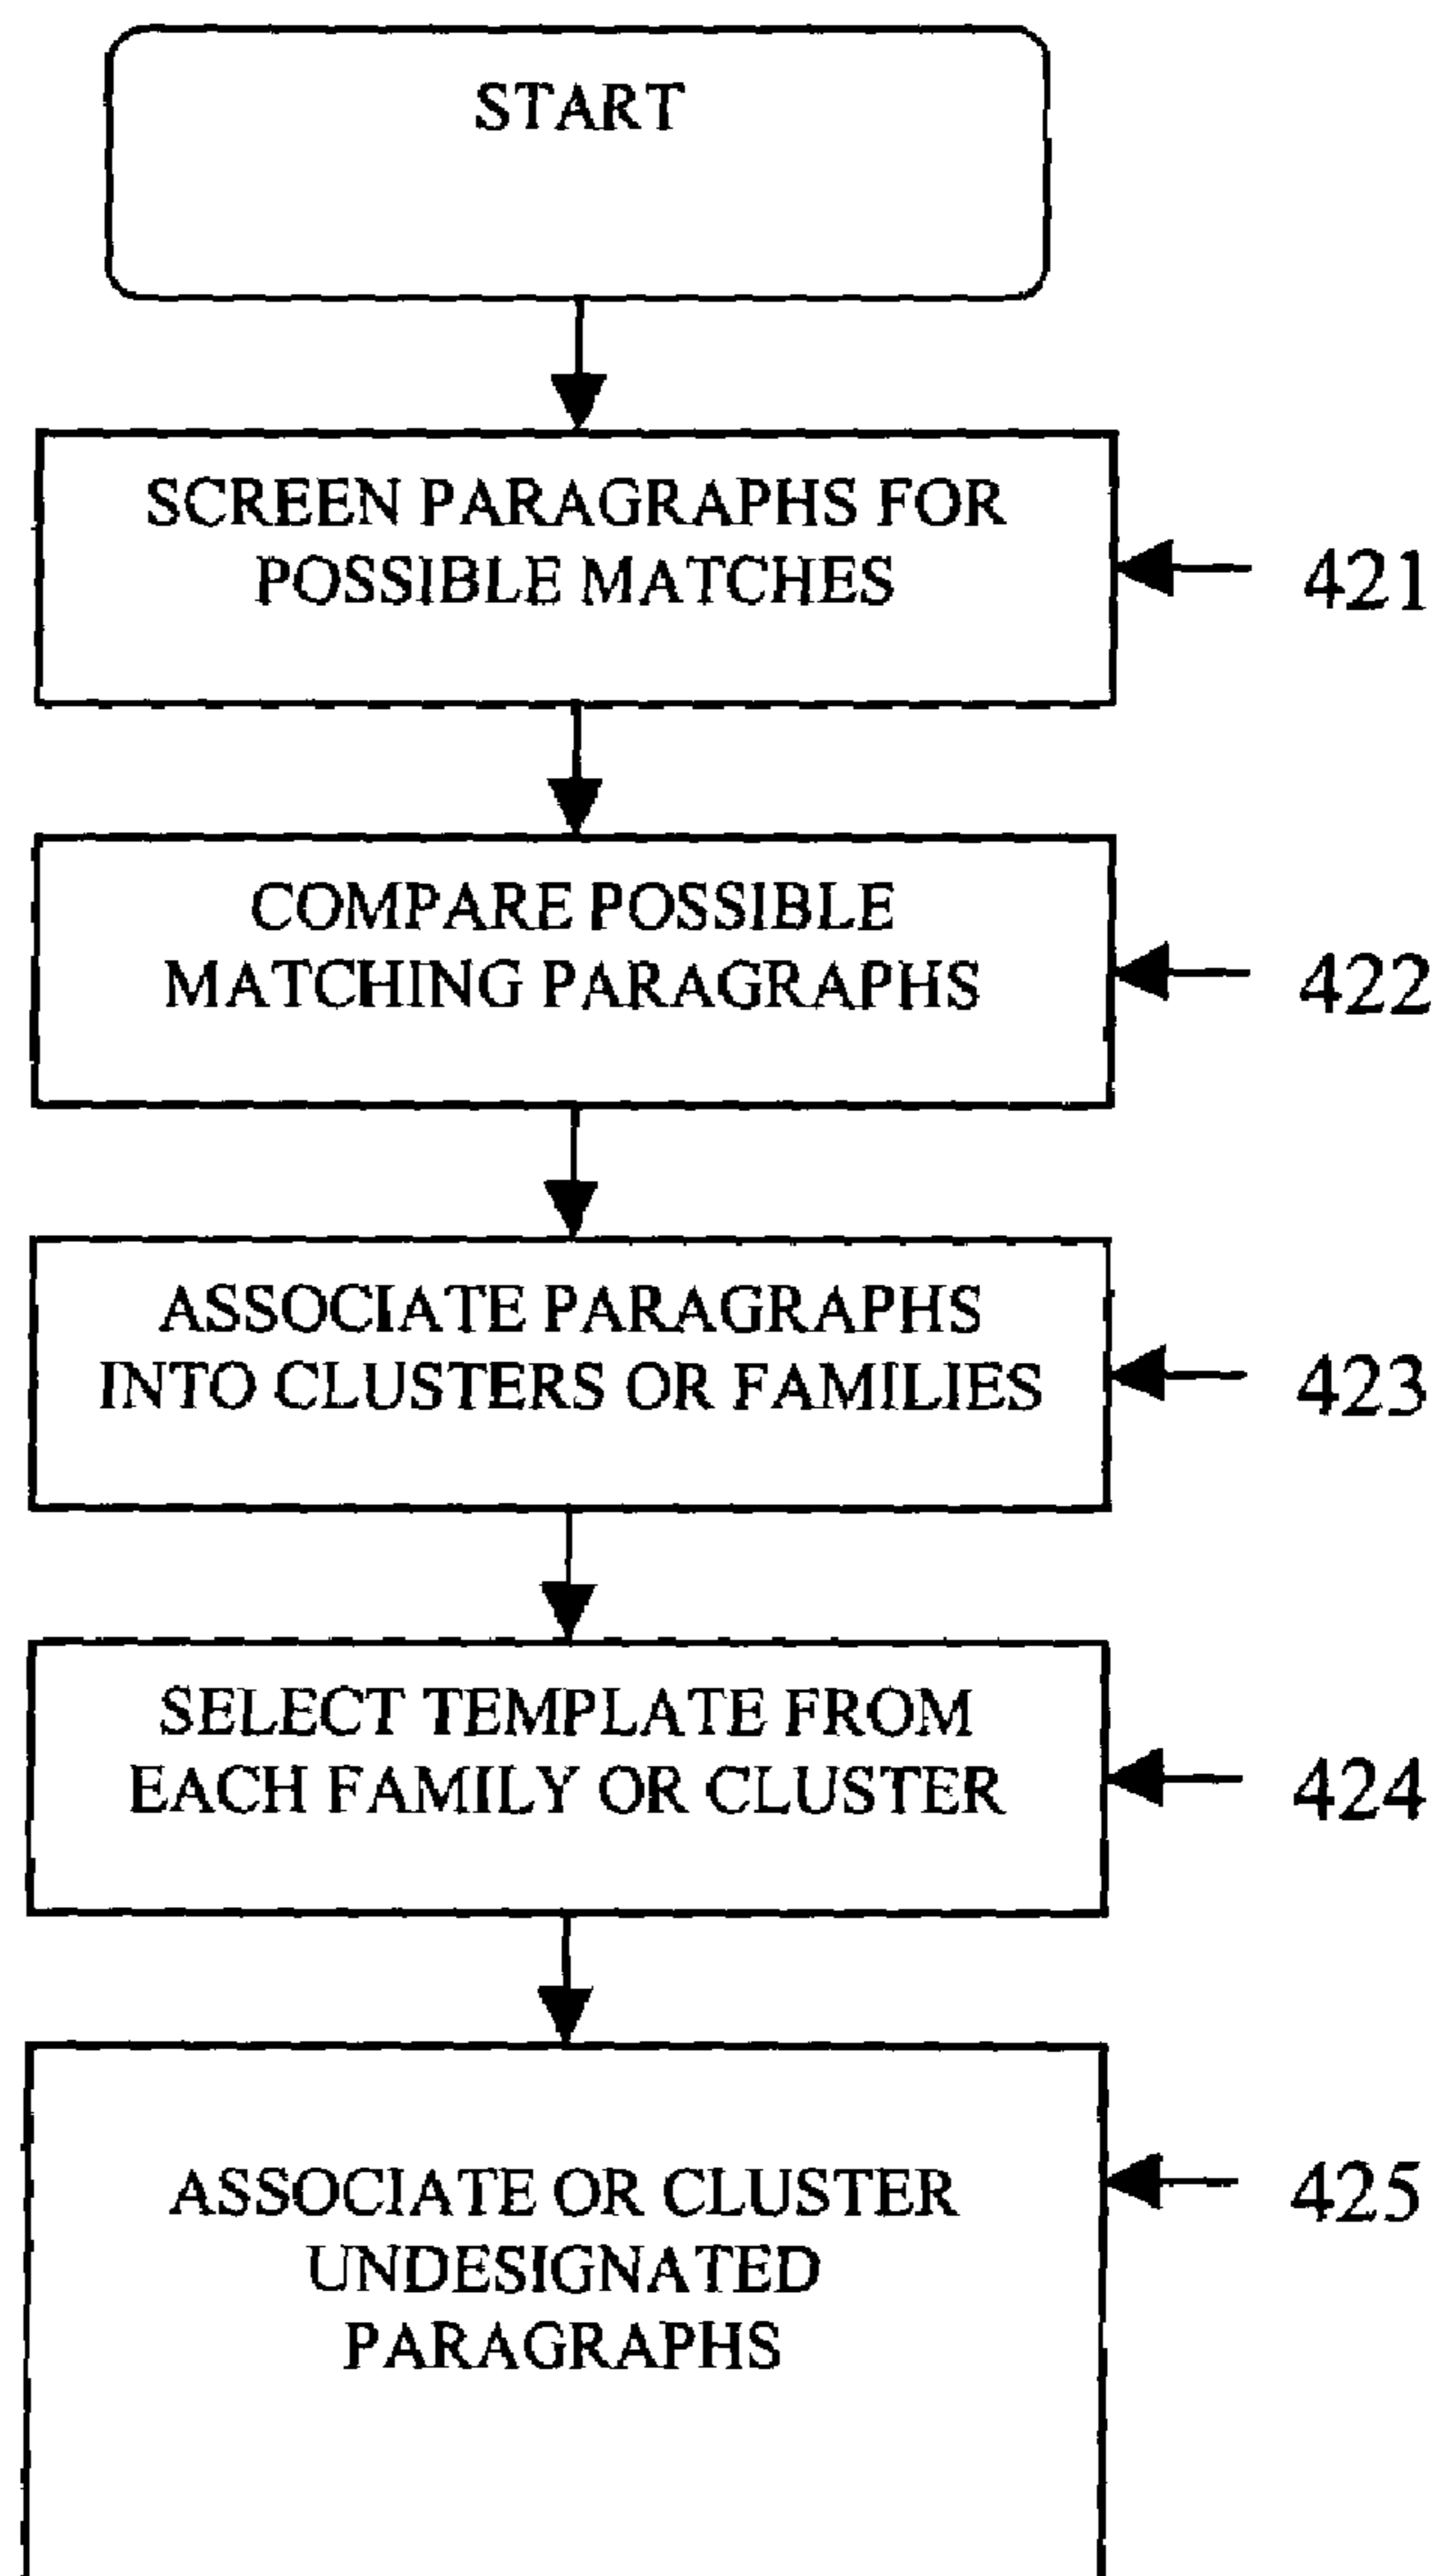 START
SCREEN PARAGRAPHS FOR
POSSIBLE MATCHES
421
COMPARE POSSIBLE
MATCHING PARAGRAPHS
422
ASSOCIATE PARAGRAPHS
INTO CLUSTERS OR FAMILIES
423
SELECT TEMPLATE FROM
EACH FAMILY OR CLUSTER
424
ASSOCIATE OR CLUSTER
UNDESIGNATED
PARAGRAPHS
425